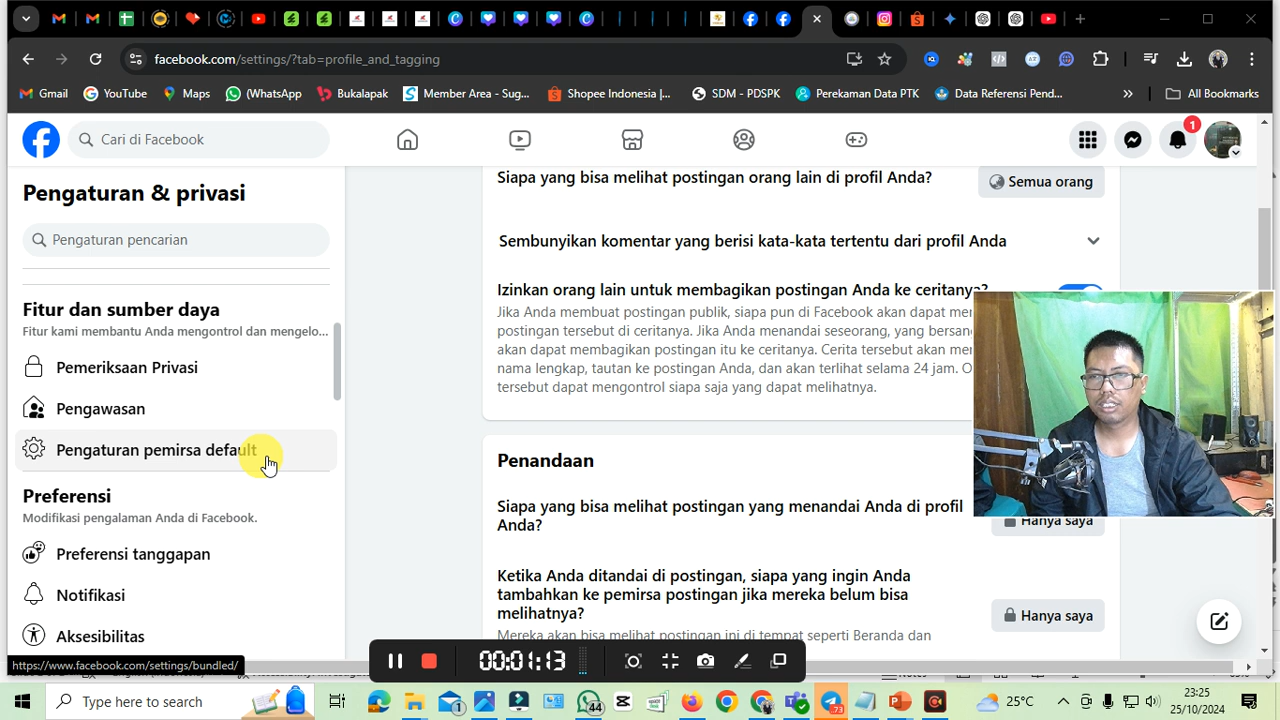 facebook.com/settings/?tab=profile_and_tagging
Gmail
YouTube
Maps
(WhatsApp
Bukalapak
Member Area - Sug...
Shopee Indonesia |...
SDM - PDSPK
Perekaman Data PTK
Data Referensi Pend...
»
All Bookmarks
Cari di Facebook
1
Pengaturan & privasi
Pengaturan pencarian
Fitur dan sumber daya
Fitur kami membantu Anda mengontrol dan mengelo...
Pemeriksaan Privasi
Pengawasan
Pengaturan pemirsa default
Preferensi
Modifikasi pengalaman Anda di Facebook.
Preferensi tanggapan
Notifikasi
Aksesibilitas
https://www.facebook.com/settings/bundled/
Siapa yang bisa melihat postingan orang lain di profil Anda?
Semua orang
Sembunyikan komentar yang berisi kata-kata tertentu dari profil Anda
Izinkan orang lain untuk membagikan postingan Anda ke ceritanya?
Jika Anda membuat postingan publik, siapa pun di Facebook akan dapat
postingan tersebut di ceritanya. Jika Anda menandai seseorang, yang
akan dapat membagikan postingan itu ke ceritanya. Cerita tersebut akan
nama lengkap, tautan ke postingan Anda, dan akan terlihat selama 24 jam.
tersebut dapat mengontrol siapa saja yang dapat melihatnya.
Penandaan
Siapa yang bisa melihat postingan yang menandai Anda di profil
Anda?
Hanya saya
Ketika Anda ditandai di postingan, siapa yang ingin Anda
tambahkan ke pemirsa postingan jika mereka belum bisa
melihatnya?
Hanya saya
Mereka akan bisa melihat postingan ini di tempat seperti Beranda dan
00:01:13
Type here to search
1
44
73
25°C
23:25
25/10/2024